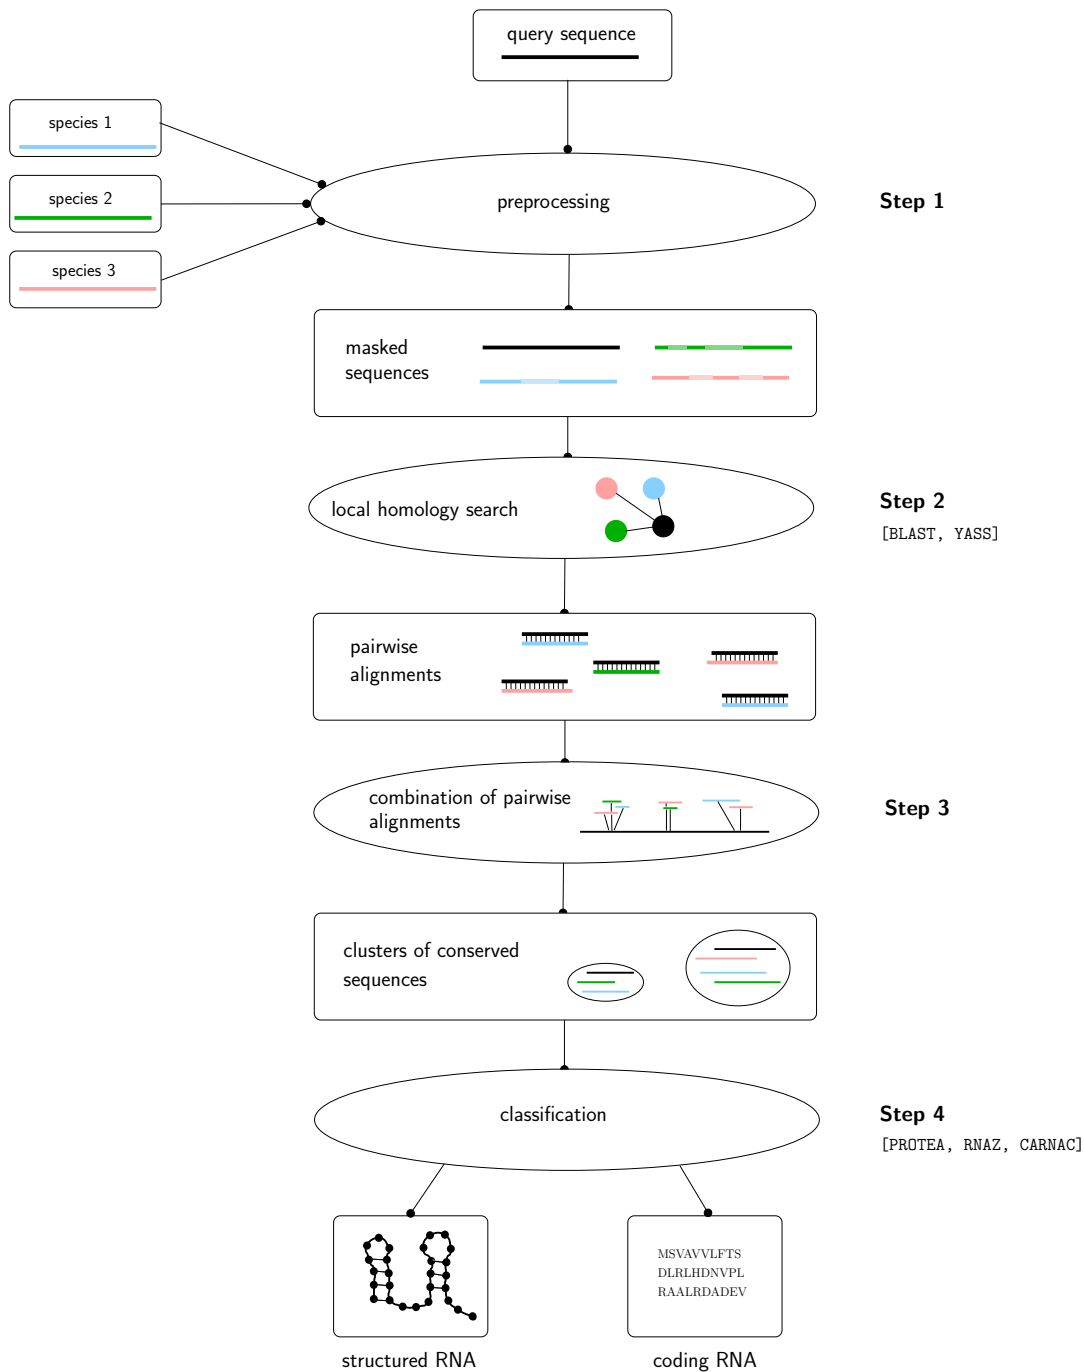 query sequence
species 1
species 2
species 3
preprocessing
Step 1
masked
sequences
local homology search
Step 2
[BLAST, YASS]
pairwise
alignments
combination of pairwise
alignments
Step 3
clusters of conserved
sequences
classification
Step 4
[PROTEA, RNAZ, CARNAC]
MSVAVVLFTS
DLRLHDNVPL
RAALRDADEV
structured RNA
coding RNA